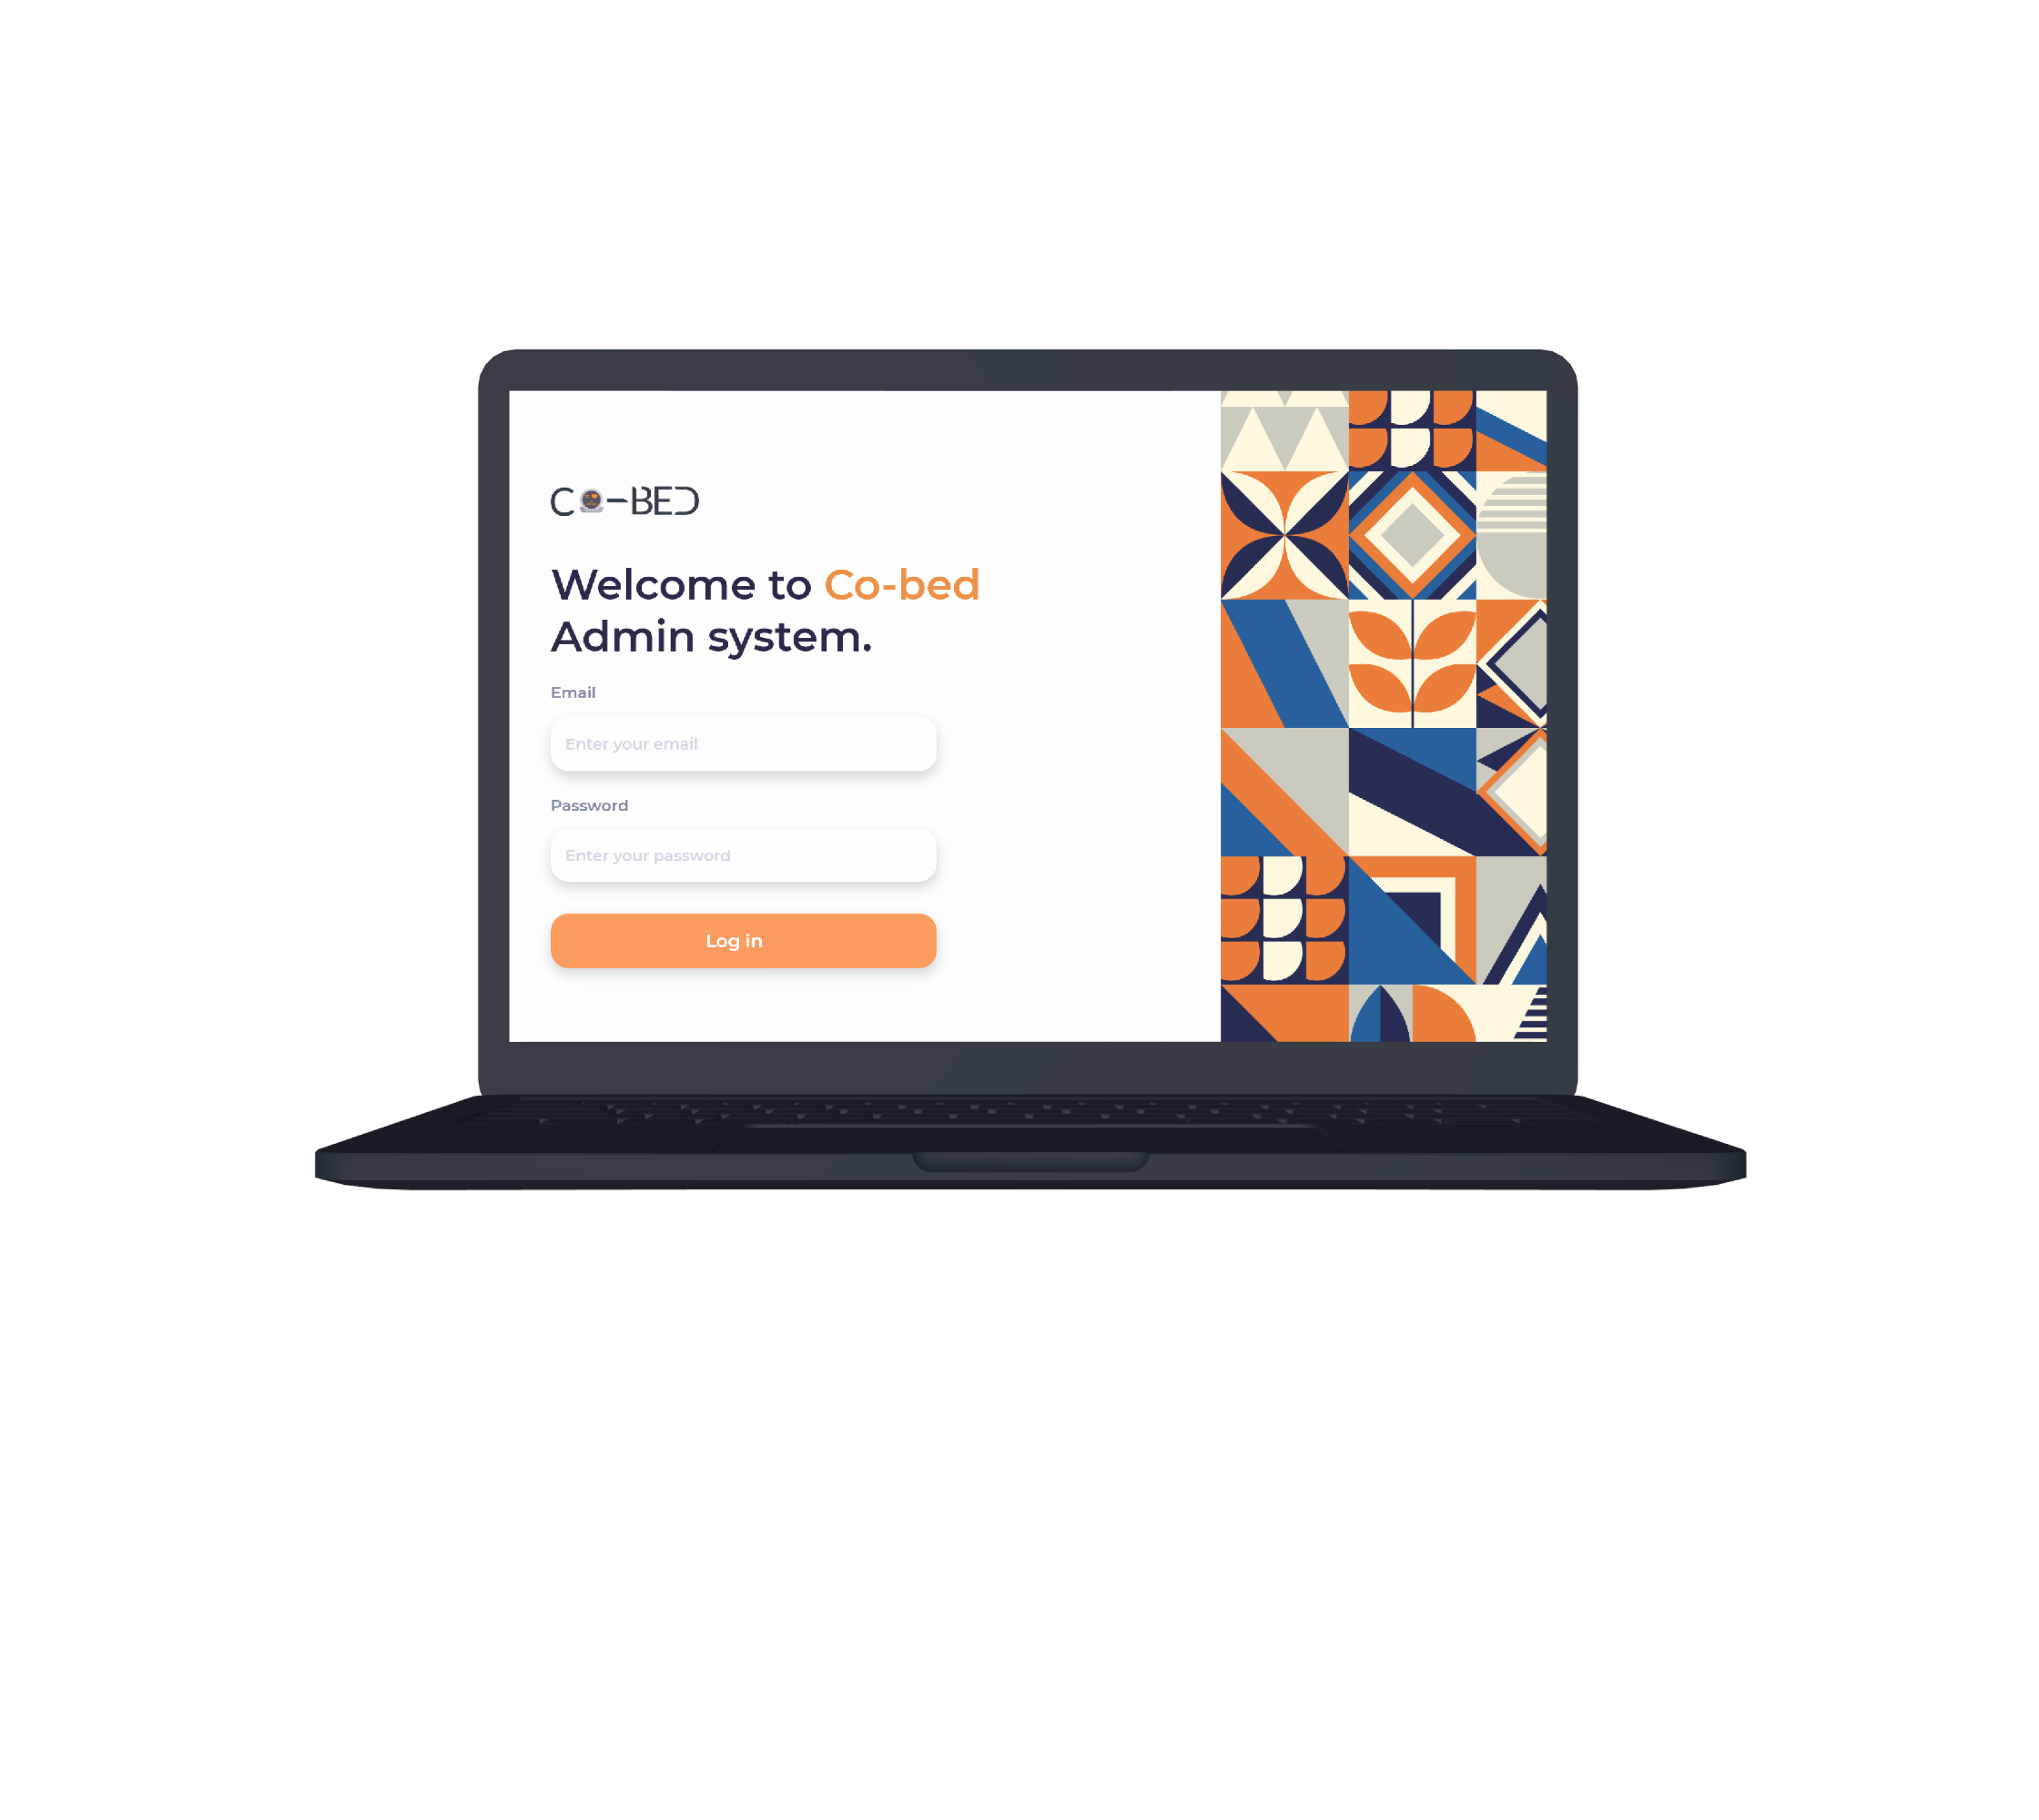 CO-BED
Welcome to Co-bed
Admin system.
Email
Enter your email
Password
Enter your password
Log in